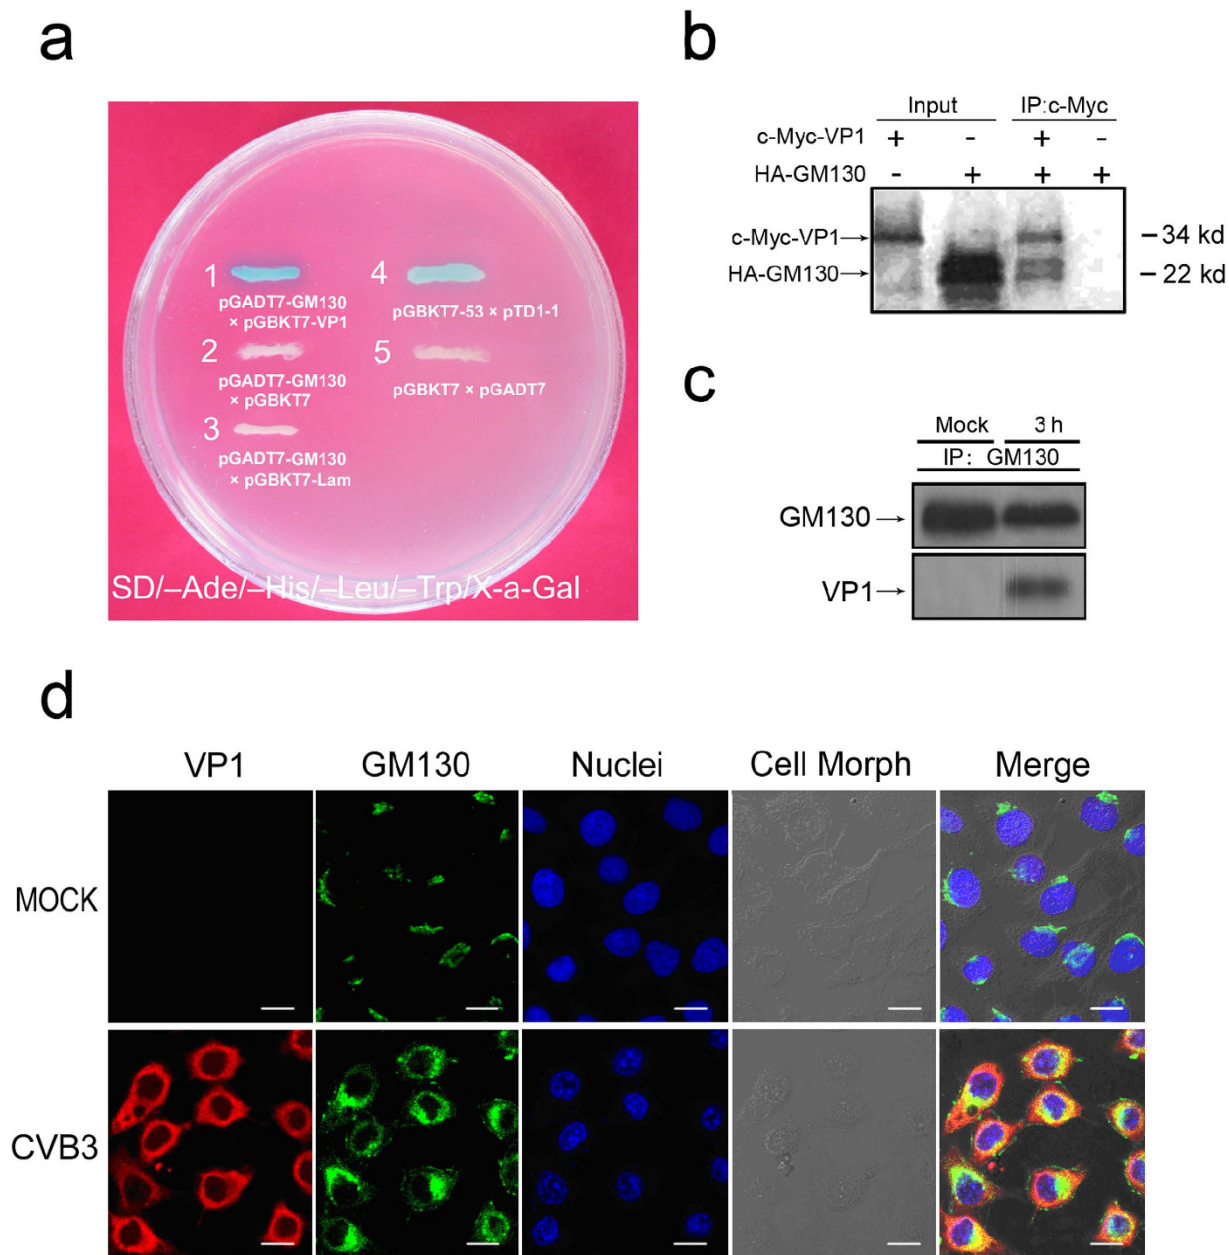 a
1
pGADT7-GM130
× pGBKT7-VP1
2
pGADT7-GM130
× pGBKT7
3
pGADT7-GM130
× pGBKT7-Lam
4
pGBKT7-53 × pTD1-1
5
pGBKT7 × pGADT7
SD/–Ade/–His/–Leu/–Trp/X-a-Gal
b
Input IP:c-Myc
c-Myc-VP1 + - + -
HA-GM130 - + + +
c-Myc-VP1 – 34 kd
HA-GM130 – 22 kd
c
Mock 3 h
IP: GM130
GM130
VP1
d
VP1 GM130 Nuclei Cell Morph Merge
MOCK
CVB3